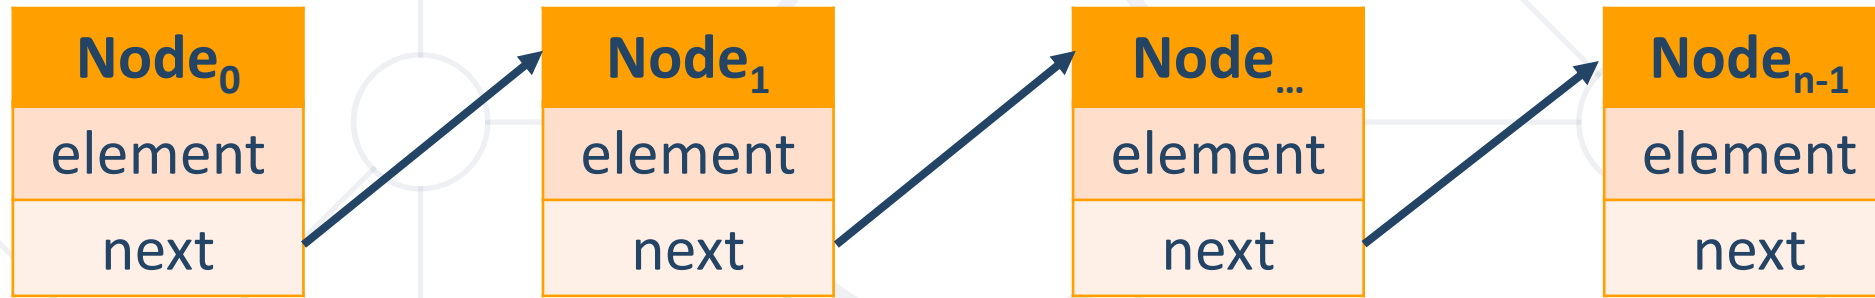 Node₀
element
next
Node₁
element
next
Node…
element
next
Nodeₙ₋₁
element
next